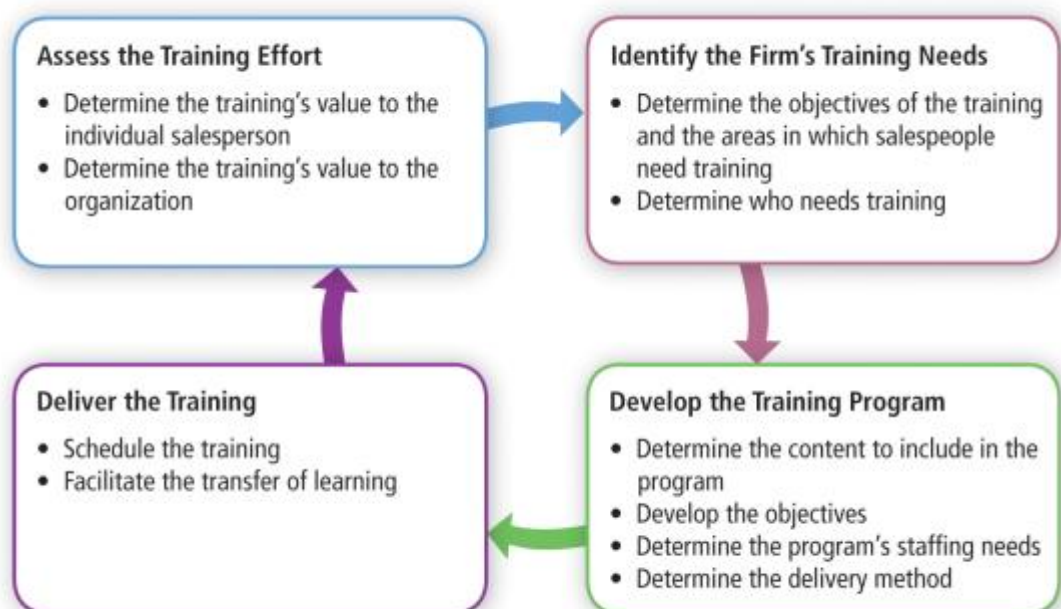 Assess the Training Effort
• Determine the training's value to the
individual salesperson
• Determine the training's value to the
organization
Identify the Firm's Training Needs
• Determine the objectives of the training
and the areas in which salespeople
need training
• Determine who needs training
Develop the Training Program
• Determine the content to include in the
program
• Develop the objectives
• Determine the program's staffing needs
• Determine the delivery method
Deliver the Training
• Schedule the training
• Facilitate the transfer of learning